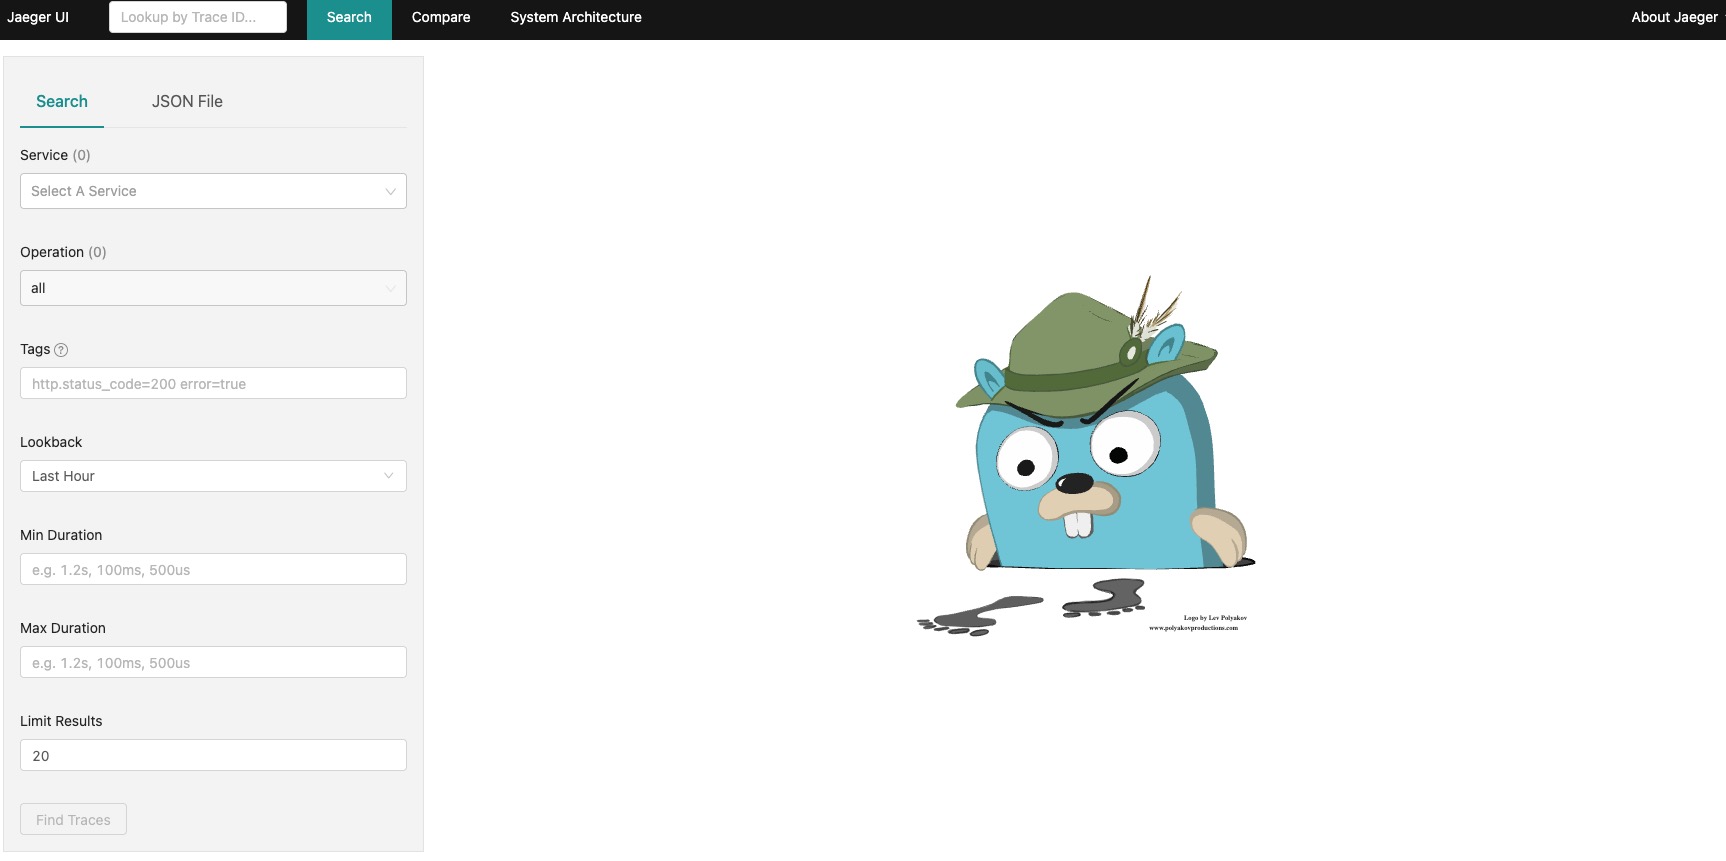 Jaeger UI
Lookup by Trace ID...
Search
Compare
System Architecture
About Jaeger
Search
JSON File
Service (0)
Select A Service
Operation (0)
all
Tags ?
http.status_code=200 error=true
Lookback
Last Hour
Min Duration
e.g. 1.2s, 100ms, 500us
Max Duration
e.g. 1.2s, 100ms, 500us
Limit Results
20
Find Traces
Logo by Lev Polyakov
www.polyakovproductions.com